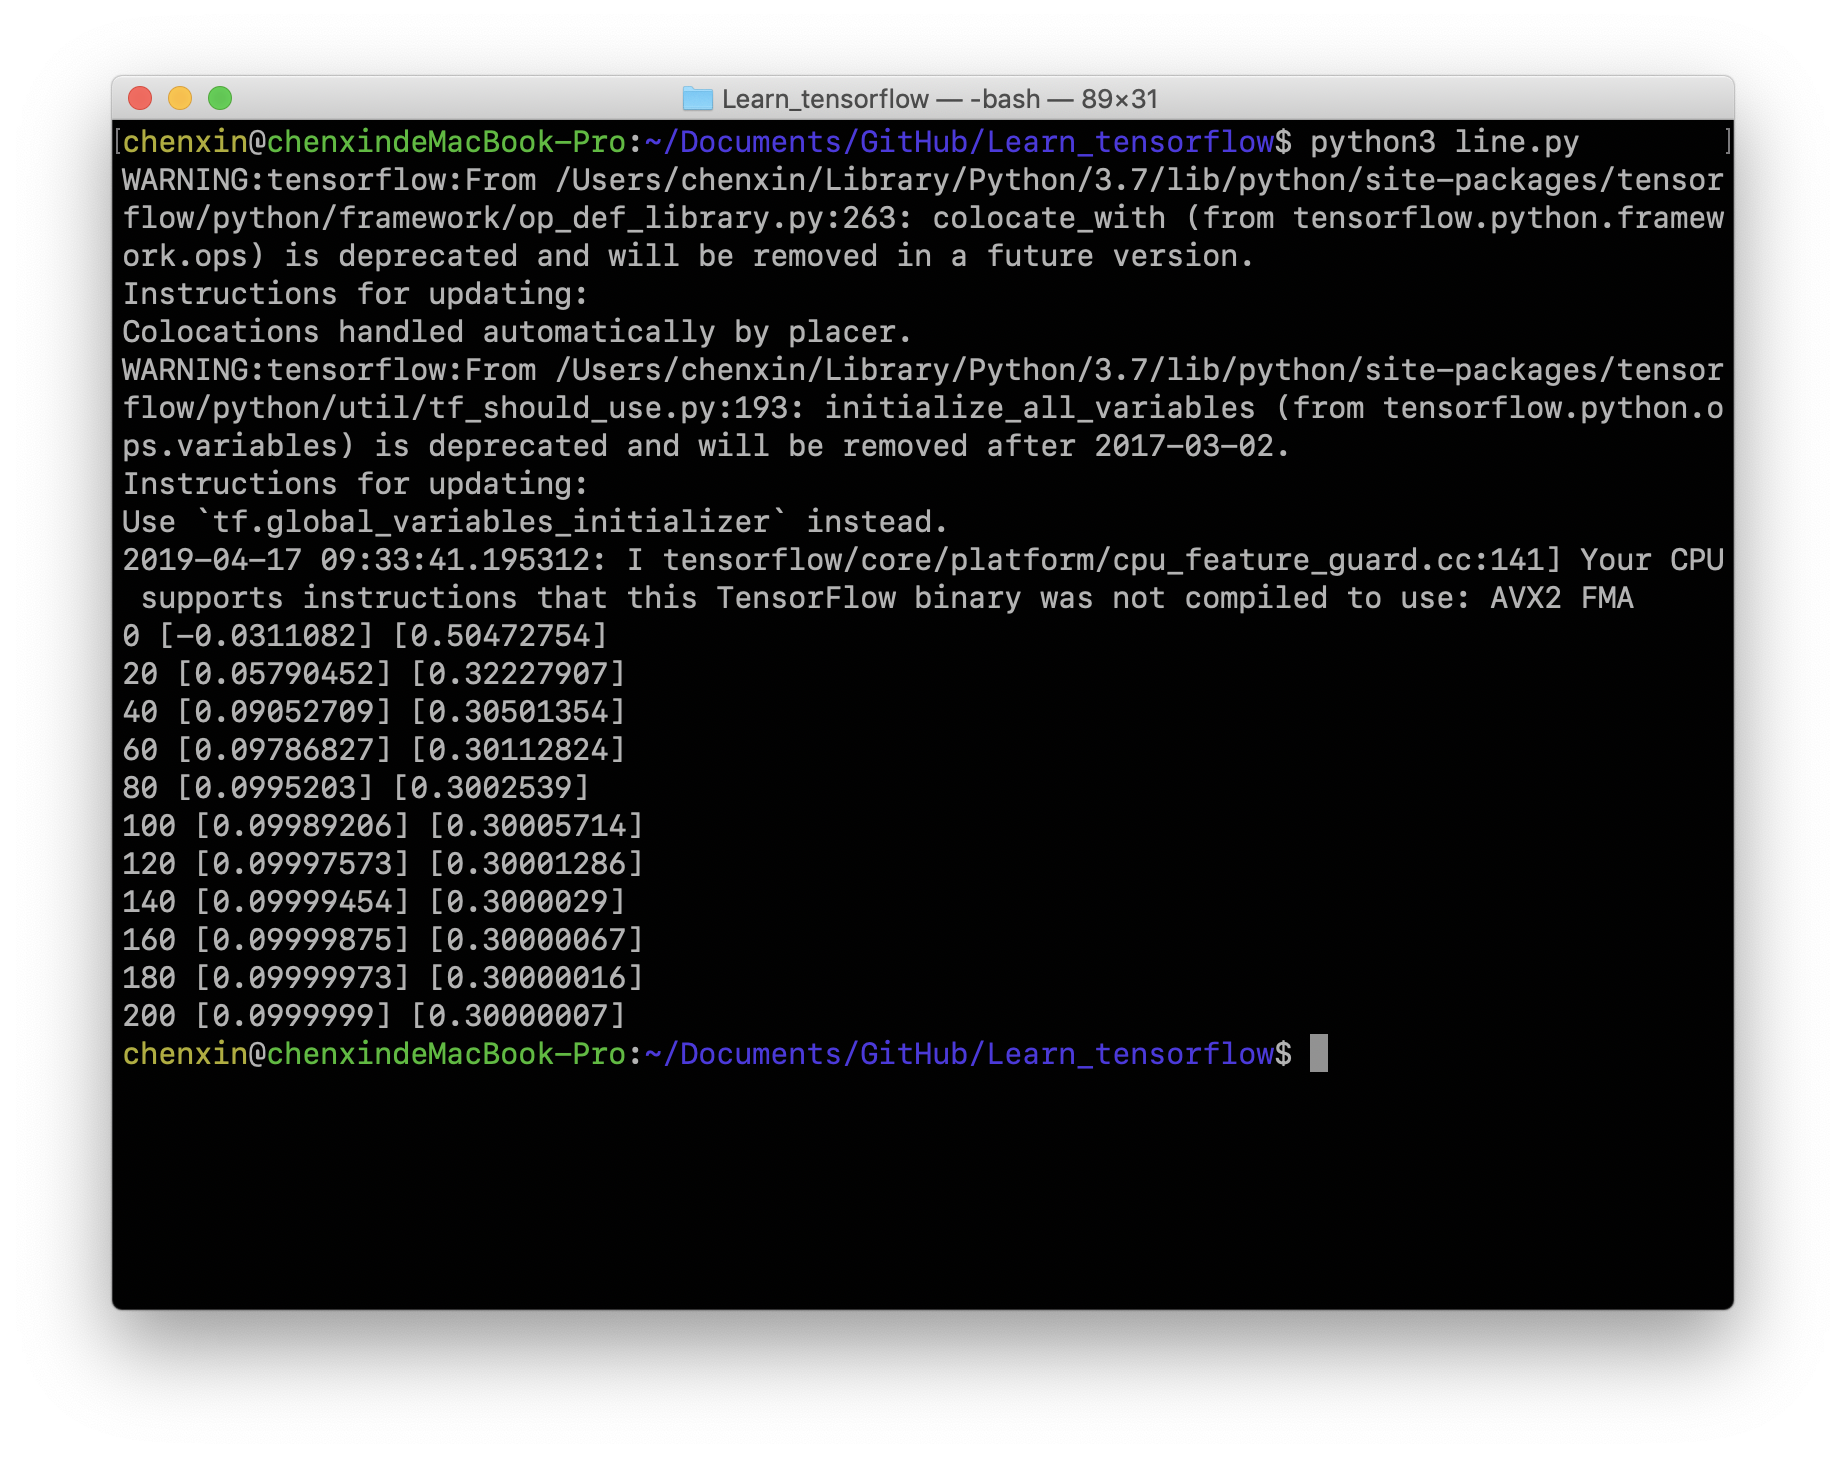 Learn_tensorflow — -bash — 89×31
[chenxin@chenxindeMacBook-Pro:~/Documents/GitHub/Learn_tensorflow$ python3 line.py ]
WARNING:tensorflow:From /Users/chenxin/Library/Python/3.7/lib/python/site-packages/tensor
flow/python/framework/op_def_library.py:263: colocate_with (from tensorflow.python.framew
ork.ops) is deprecated and will be removed in a future version.
Instructions for updating:
Colocations handled automatically by placer.
WARNING:tensorflow:From /Users/chenxin/Library/Python/3.7/lib/python/site-packages/tensor
flow/python/util/tf_should_use.py:193: initialize_all_variables (from tensorflow.python.o
ps.variables) is deprecated and will be removed after 2017-03-02.
Instructions for updating:
Use `tf.global_variables_initializer` instead.
2019-04-17 09:33:41.195312: I tensorflow/core/platform/cpu_feature_guard.cc:141] Your CPU
 supports instructions that this TensorFlow binary was not compiled to use: AVX2 FMA
0 [-0.0311082] [0.50472754]
20 [0.05790452] [0.32227907]
40 [0.09052709] [0.30501354]
60 [0.09786827] [0.30112824]
80 [0.0995203] [0.3002539]
100 [0.09989206] [0.30005714]
120 [0.09997573] [0.30001286]
140 [0.09999454] [0.3000029]
160 [0.09999875] [0.30000067]
180 [0.09999973] [0.30000016]
200 [0.0999999] [0.30000007]
chenxin@chenxindeMacBook-Pro:~/Documents/GitHub/Learn_tensorflow$